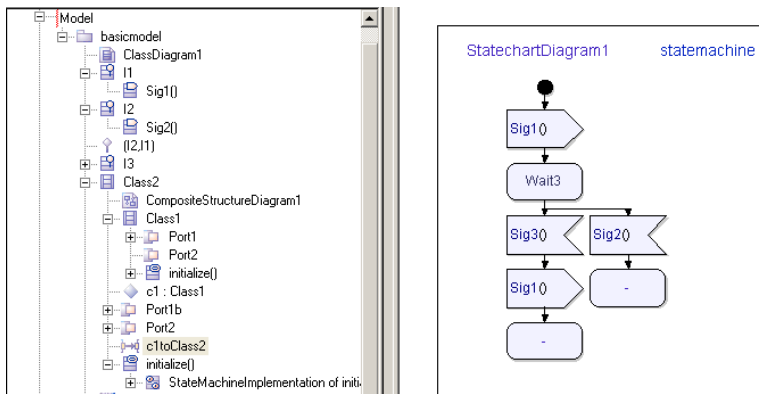 Model
basicmodel
ClassDiagram1
I1
Sig1()
I2
Sig2()
(I2,I1)
I3
Class2
CompositeStructureDiagram1
Class1
Port1
Port2
initialize()
c1 : Class1
Port1b
Port2
c1toClass2
initialize()
StateMachineImplementation of initi
StatechartDiagram1 statemachine
Sig1()
Wait3
Sig3() Sig2()
Sig1() -
-